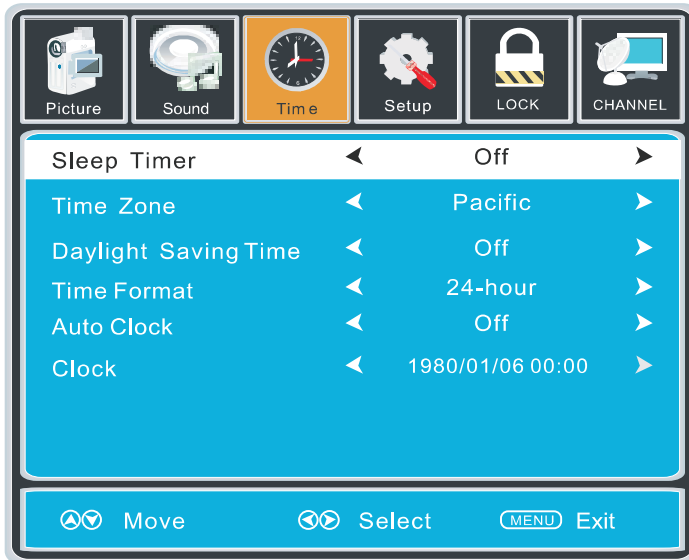 Picture Sound Time Setup LOCK CHANNEL
Sleep Timer Off
Time Zone Pacific
Daylight Saving Time Off
Time Format 24-hour
Auto Clock Off
Clock 1980/01/06 00:00
Move Select MENU Exit